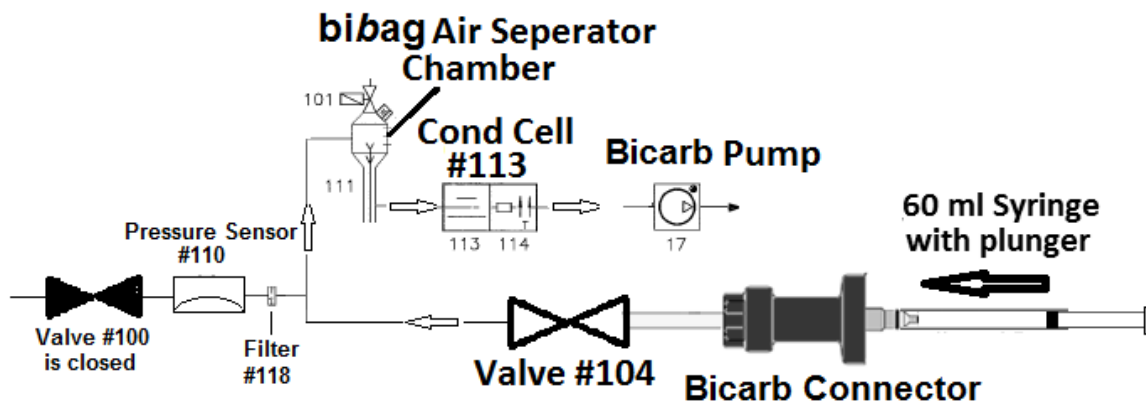 bibag Air Seperator
Chamber
101
Cond Cell
#113
Bicarb Pump
111
113
114
T
17
60 ml Syringe
with plunger
Pressure Sensor
#110
Valve #100
is closed
Filter
#118
Valve #104
Bicarb Connector